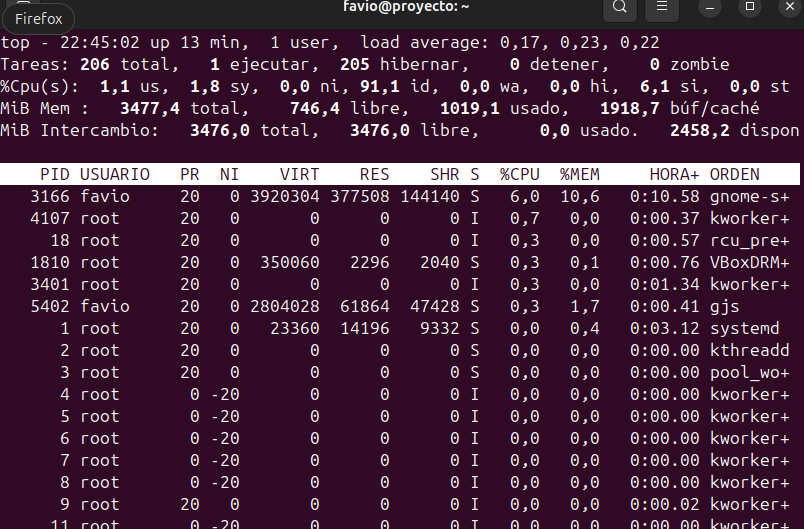 favio@proyecto: ~
Firefox
top - 22:45:02 up 13 min,  1 user,  load average: 0,17, 0,23, 0,22
Tareas: 206 total,   1 ejecutar, 205 hibernar,   0 detener,   0 zombie
%Cpu(s):  1,1 us,  1,8 sy,  0,0 ni, 91,1 id,  0,0 wa,  0,0 hi,  6,1 si,  0,0 st
MiB Mem :   3477,4 total,    746,4 libre,   1019,1 usado,   1918,7 búf/caché
MiB Intercambio:   3476,0 total,   3476,0 libre,      0,0 usado.   2458,2 dispon
PID USUARIO   PR  NI    VIRT    RES    SHR S  %CPU  %MEM     HORA+ ORDEN
3166 favio     20   0 3920304 377508 144140 S   6,0  10,6   0:10.58 gnome-s+
4107 root      20   0       0      0      0 I   0,7   0,0   0:00.37 kworker+
18 root      20   0       0      0      0 I   0,3   0,0   0:00.57 rcu_pre+
1810 root      20   0  350060   2296   2040 S   0,3   0,1   0:00.76 VBoxDRM+
3401 root      20   0       0      0      0 I   0,3   0,0   0:01.34 kworker+
5402 favio     20   0 2804028  61864  47428 S   0,3   1,7   0:00.41 gjs
1 root      20   0   23360  14196   9332 S   0,0   0,4   0:03.12 systemd
2 root      20   0       0      0      0 S   0,0   0,0   0:00.00 kthreadd
3 root      20   0       0      0      0 S   0,0   0,0   0:00.00 pool_wo+
4 root       0 -20       0      0      0 I   0,0   0,0   0:00.00 kworker+
5 root       0 -20       0      0      0 I   0,0   0,0   0:00.00 kworker+
6 root       0 -20       0      0      0 I   0,0   0,0   0:00.00 kworker+
7 root       0 -20       0      0      0 I   0,0   0,0   0:00.00 kworker+
8 root       0 -20       0      0      0 I   0,0   0,0   0:00.00 kworker+
9 root      20   0       0      0      0 I   0,0   0,0   0:00.02 kworker+
11 root       0 -20       0      0      0 I   0,0   0,0   0:00.00 kworker+